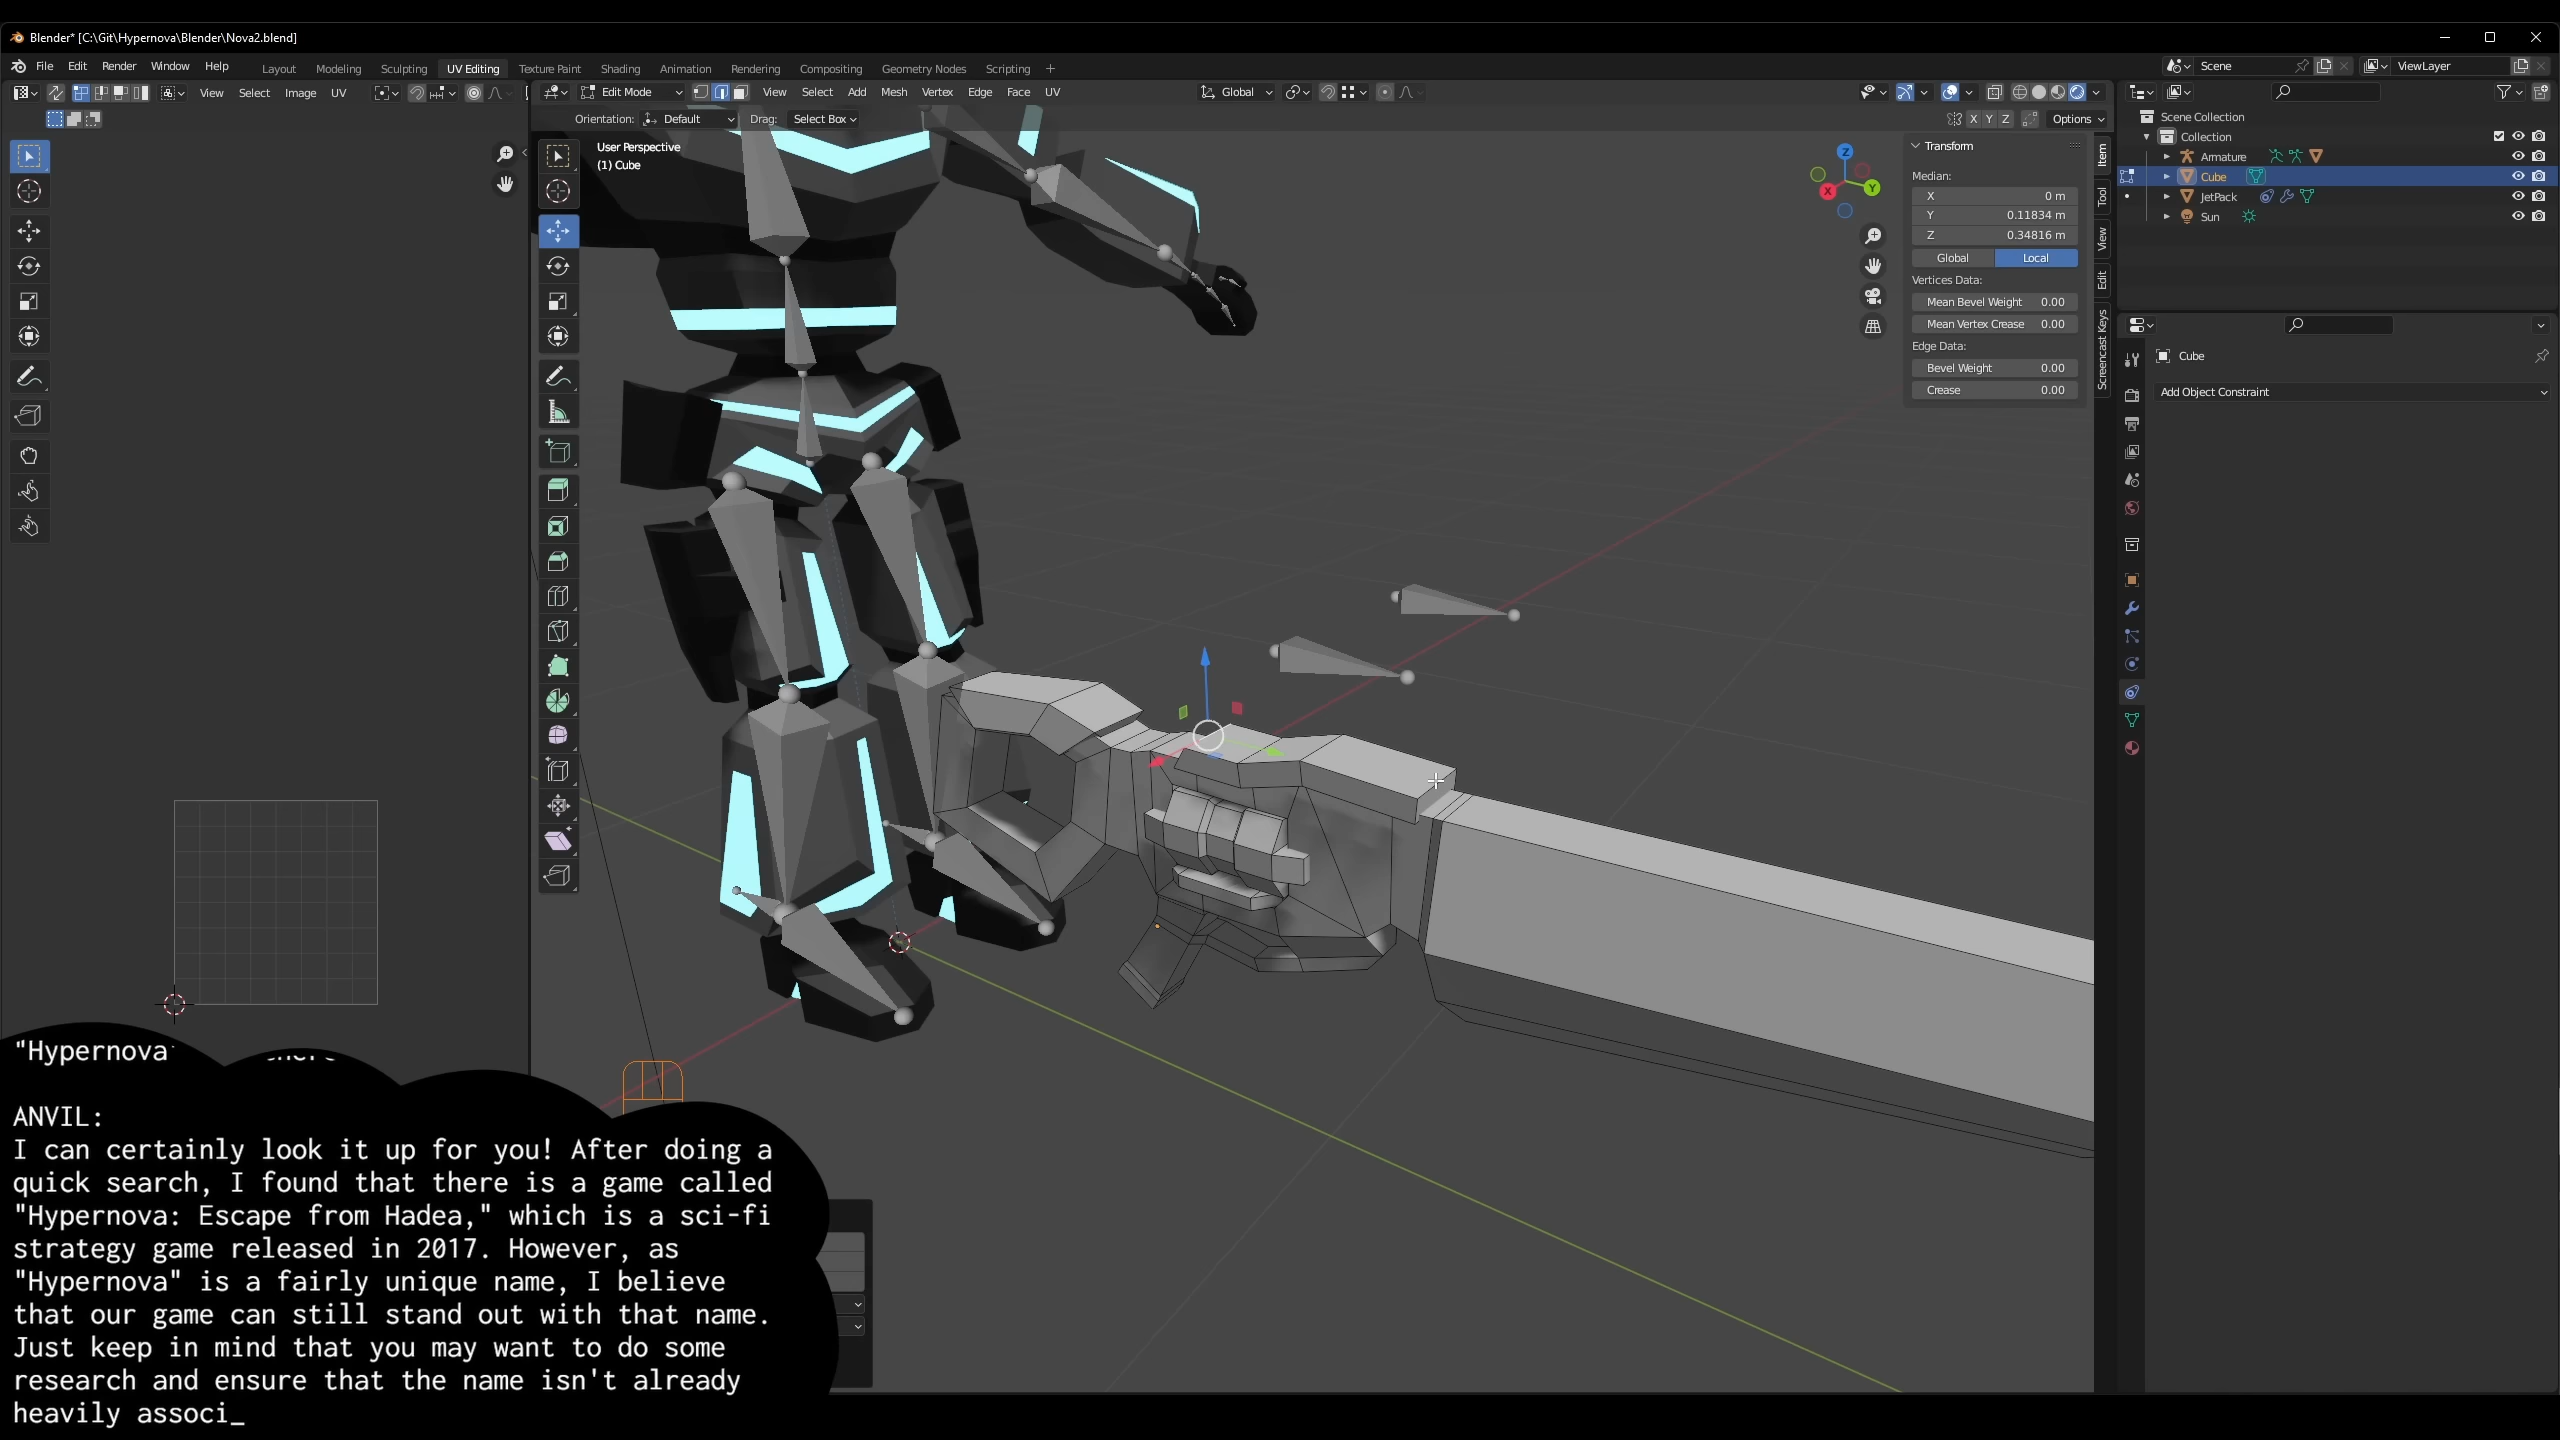 Blender* [C:\Git\Hypernova\Blender\Nova2.blend]
File Edit Render Window Help
Layout Modeling Sculpting UV Editing Texture Paint Shading Animation Rendering Compositing Geometry Nodes Scripting +
Scene
ViewLayer
View Select Image UV
Edit Mode
View Select Add Mesh Vertex Edge Face UV
Global
Orientation: Default Drag: Select Box
X Y Z Options
User Perspective
(1) Cube
Z
X
Y
Transform
Median:
X 0 m
Y 0.11834 m
Z 0.34816 m
Global Local
Vertices Data:
Mean Bevel Weight 0.00
Mean Vertex Crease 0.00
Edge Data:
Bevel Weight 0.00
Crease 0.00
Item
Tool
View
Edit
Screencast Keys
Scene Collection
Collection
Armature
Cube
JetPack
Sun
Cube
Add Object Constraint
"Hypernova"
ANVIL:
I can certainly look it up for you! After doing a
quick search, I found that there is a game called
"Hypernova: Escape from Hadea," which is a sci-fi
strategy game released in 2017. However, as
"Hypernova" is a fairly unique name, I believe
that our game can still stand out with that name.
Just keep in mind that you may want to do some
research and ensure that the name isn't already
heavily associ_